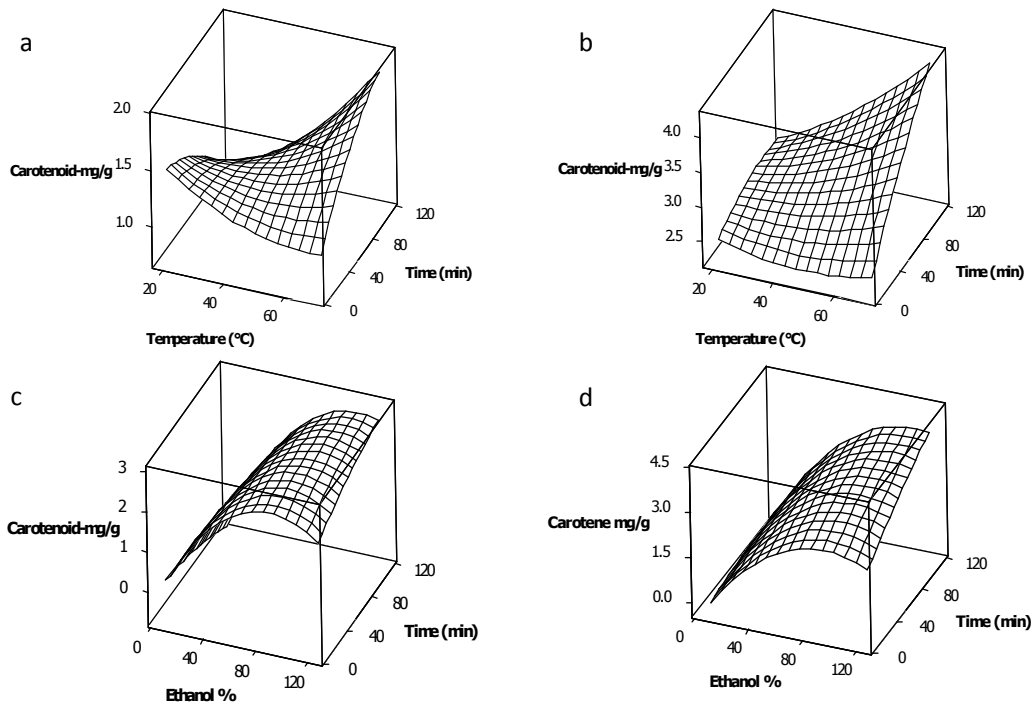 a
2.0
Carotenoid-mg/g
1.5
1.0
20
40
60
Temperature (°C)
0
40
80
120
Time (min)
b
4.0
Carotenoid-mg/g
3.5
3.0
2.5
20
40
60
Temperature (°C)
0
40
80
120
Time (min)
c
3
2
Carotenoid-mg/g
1
0
0
40
80
120
Ethanol %
0
40
80
120
Time (min)
d
4.5
Carotene mg/g
3.0
1.5
0.0
0
40
80
120
Ethanol %
0
40
80
120
Time (min)